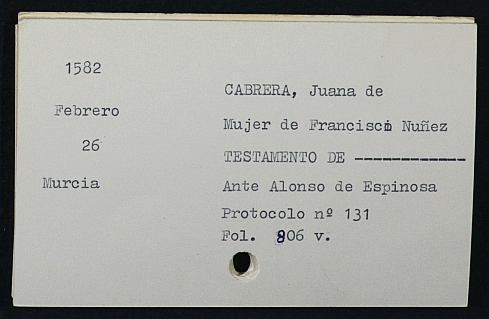 1582
Febrero
26
Murcia
CABRERA, Juana de
Mujer de Francisco Nuñez
TESTAMENTO DE ------------
Ante Alonso de Espinosa
Protocolo nº 131
Fol. 806 v.